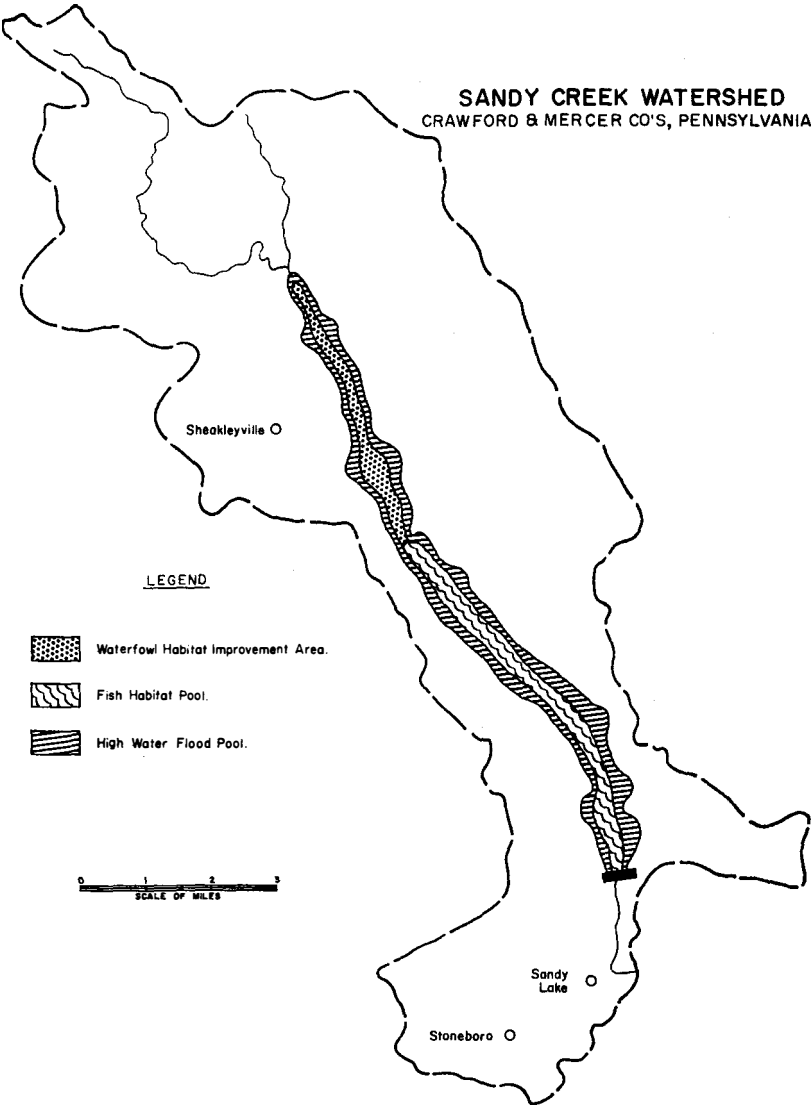 SANDY CREEK WATERSHED
CRAWFORD & MERCER CO'S, PENNSYLVANIA
Sheakleyville
LEGEND
Waterfowl Habitat Improvement Area.
Fish Habitat Pool.
High Water Flood Pool.
0 1 2 3
SCALE OF MILES
Sandy
Lake
Stoneboro